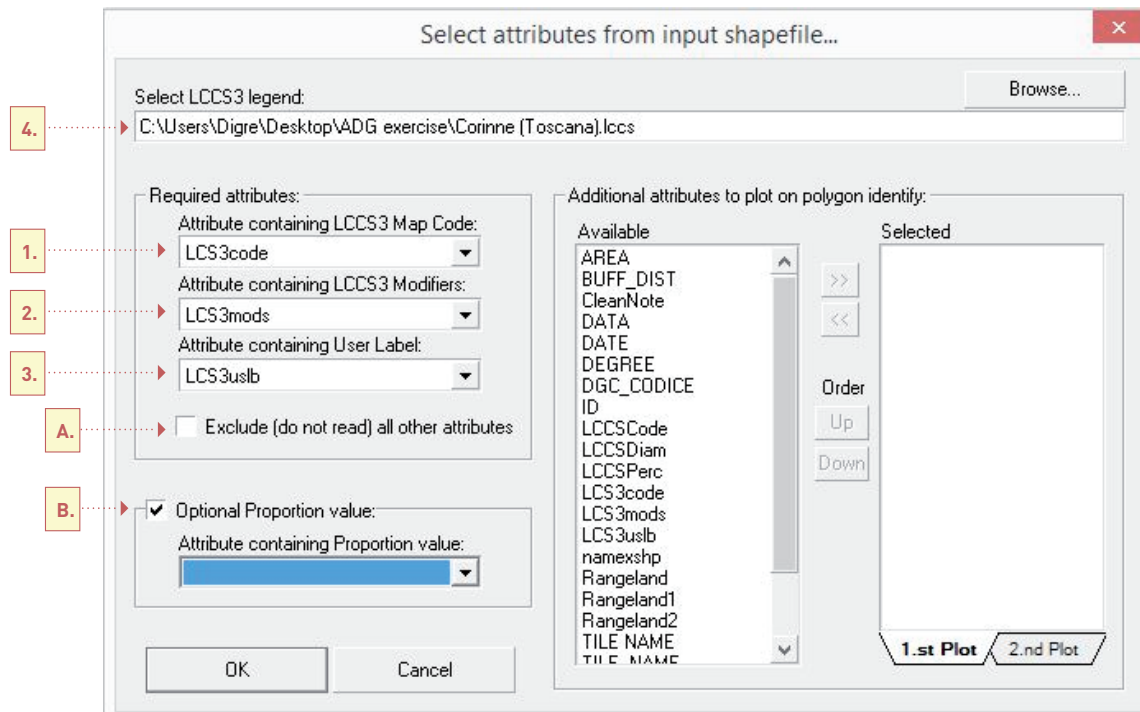 Select attributes from input shapefile...
Browse...
Select LCCS3 legend:
4.
C:\Users\Digre\Desktop\ADG exercise\Corinne (Toscana).lccs
Required attributes:
Attribute containing LCCS3 Map Code:
1.
LCS3code
Attribute containing LCCS3 Modifiers:
2.
LCS3mods
Attribute containing User Label:
3.
LCS3uslb
A.
Exclude (do not read) all other attributes
B.
Optional Proportion value:
Attribute containing Proportion value:
OK
Cancel
Additional attributes to plot on polygon identify:
Available
AREA
BUFF_DIST
CleanNote
DATA
DATE
DEGREE
DGC_CODICE
ID
LCCSCode
LCCSDiam
LCCSPerc
LCS3code
LCS3mods
LCS3uslb
namexshp
Rangeland
Rangeland1
Rangeland2
TILE NAME
TILE_NAME
>>
<<
Order
Up
Down
Selected
1.st Plot
2.nd Plot